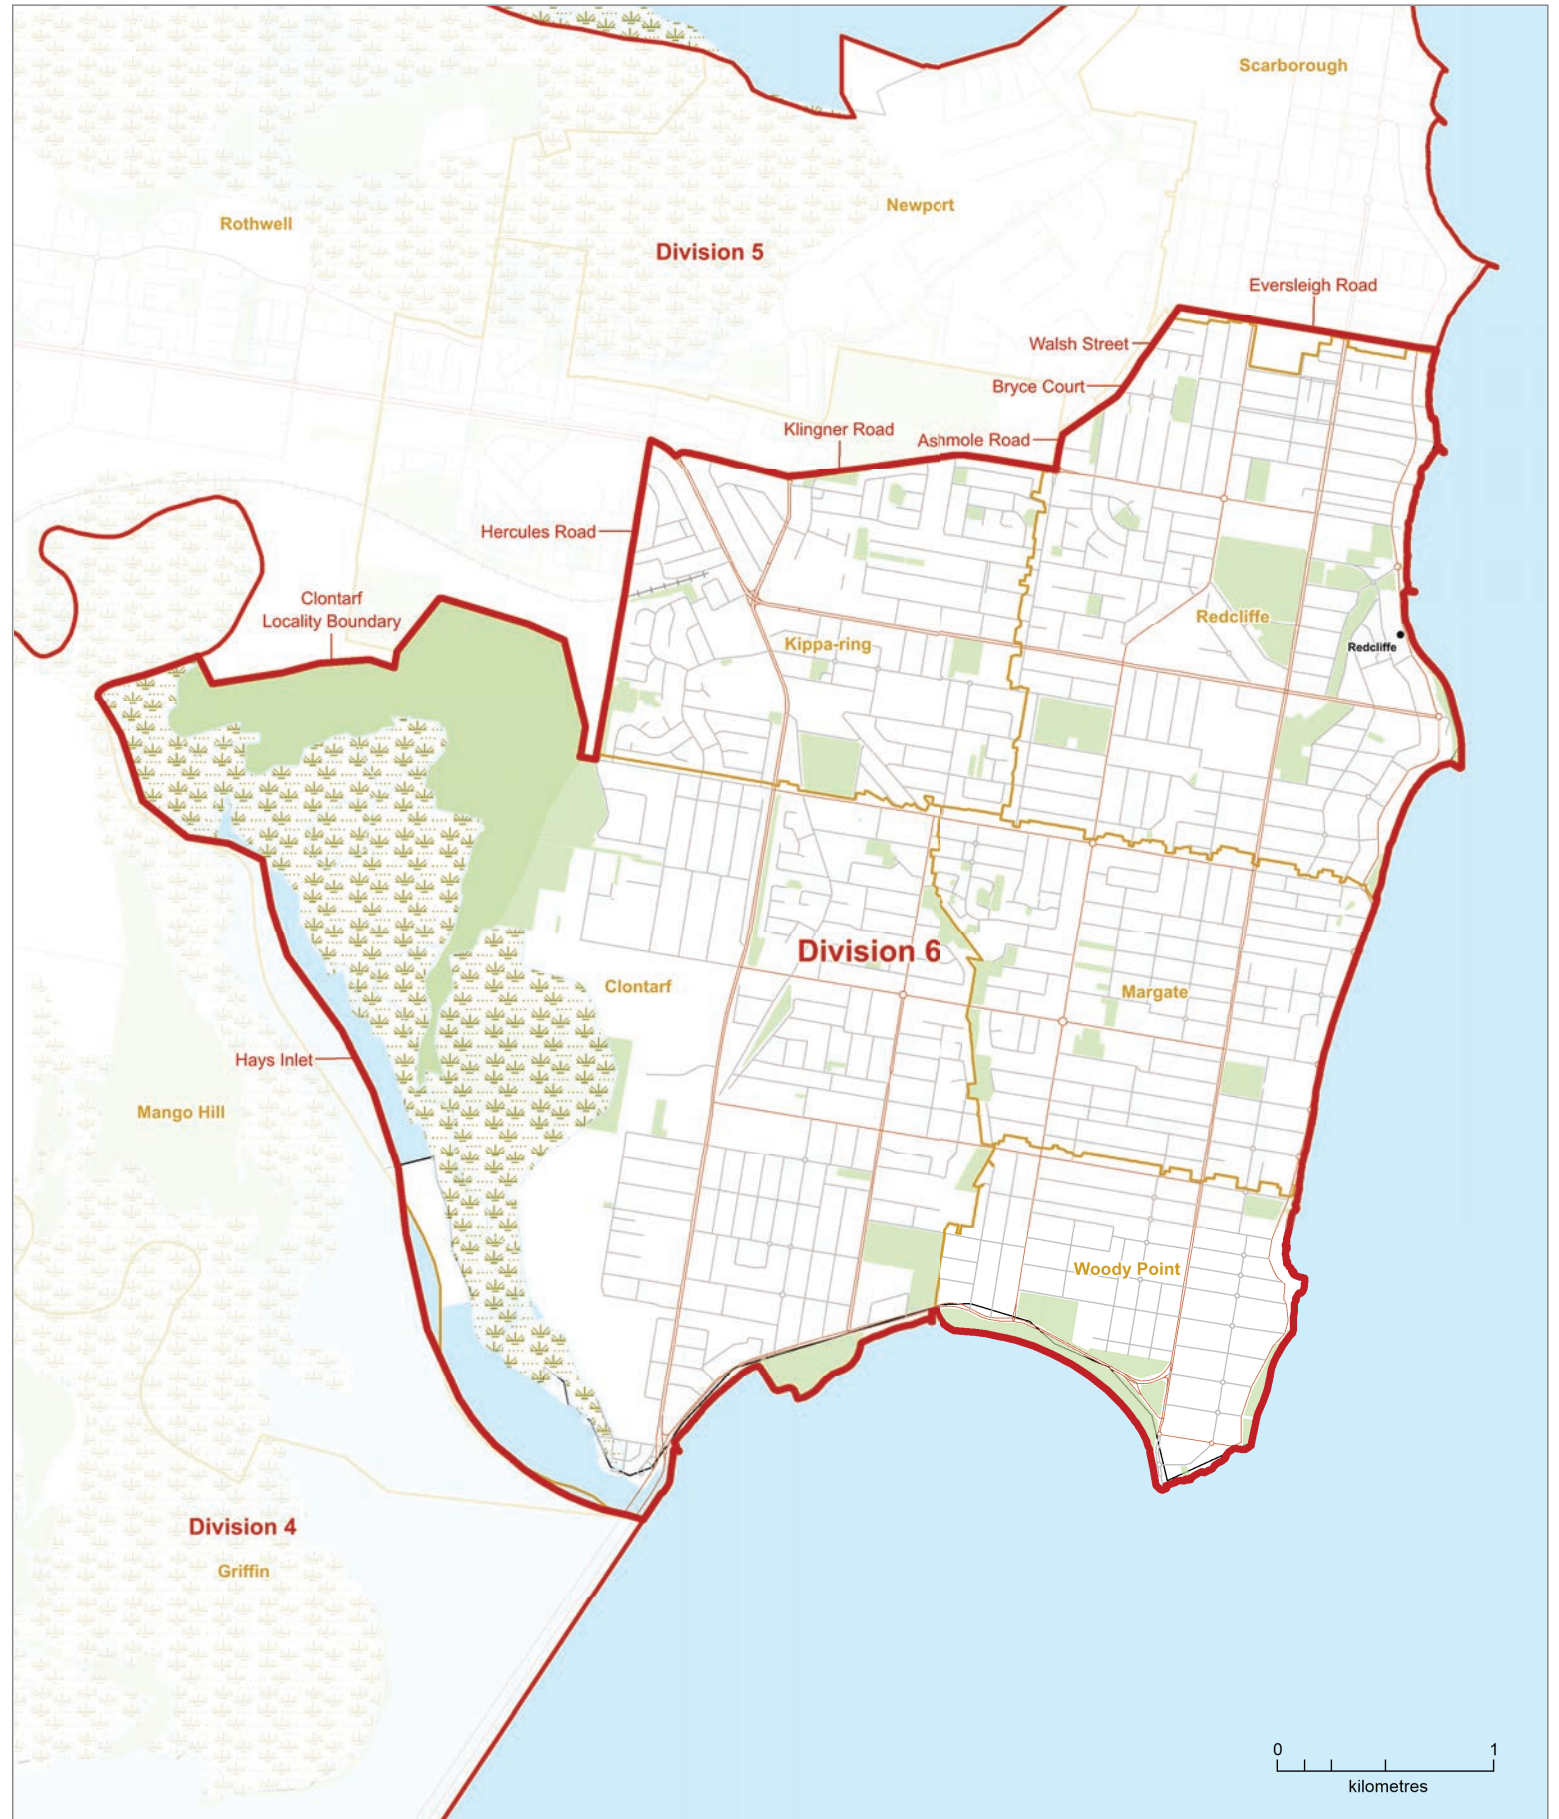 Scarborough
Newport
Rothwell
Division 5
Eversleigh Road
Walsh Street
Bryce Court
Klingner Road
Ashmole Road
Hercules Road
Clontarf
Locality Boundary
Redcliffe
Kippa-ring
Redcliffe
Division 6
Clontarf
Margate
Hays Inlet
Mango Hill
Woody Point
Division 4
Griffin
0 1
kilometres